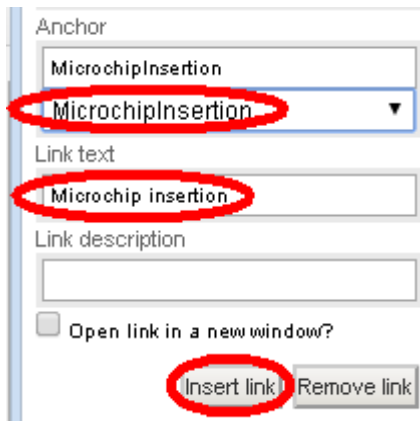 Anchor
MicrochipInsertion
MicrochipInsertion
Link text
Microchip insertion
Link description
Open link in a new window?
Insert link Remove link